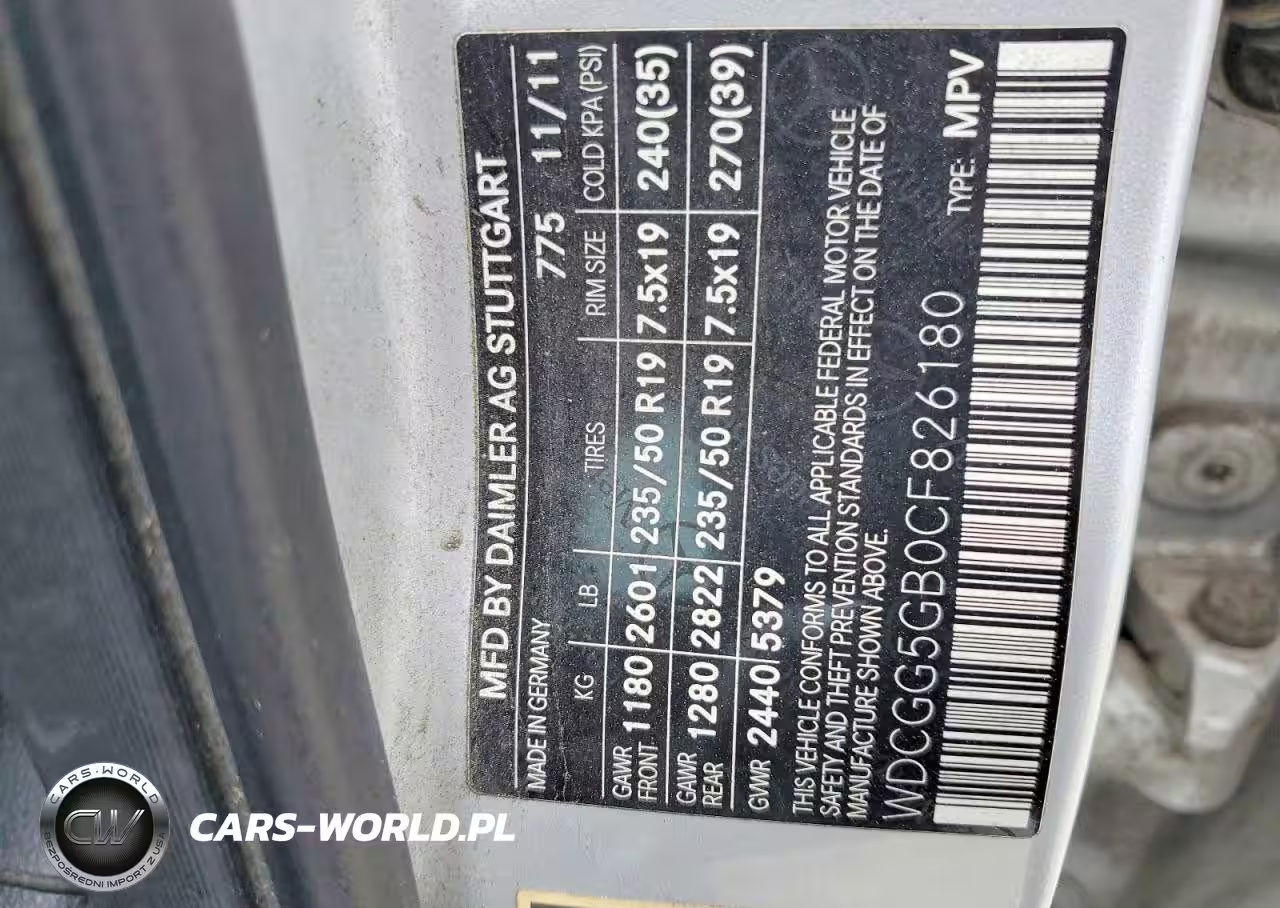 MFD BY DAIMLER AG STUTTGART
MADE IN GERMANY 775 11/11
KG LB TIRES RIM SIZE COLD KPA (PSI)
GAWR FRONT 1180 2601 235/50 R19 7.5x19 240(35)
GAWR REAR 1280 2822 235/50 R19 7.5x19 270(39)
GVWR 2440 5379
THIS VEHICLE CONFORMS TO ALL APPLICABLE FEDERAL MOTOR VEHICLE
SAFETY AND THEFT PREVENTION STANDARDS IN EFFECT ON THE DATE OF
MANUFACTURE SHOWN ABOVE.
WDCGG5GB0CF826180 TYPE: MPV
CARS-WORLD
CW
BEZPOŚREDNI IMPORT Z USA
CARS-WORLD.PL